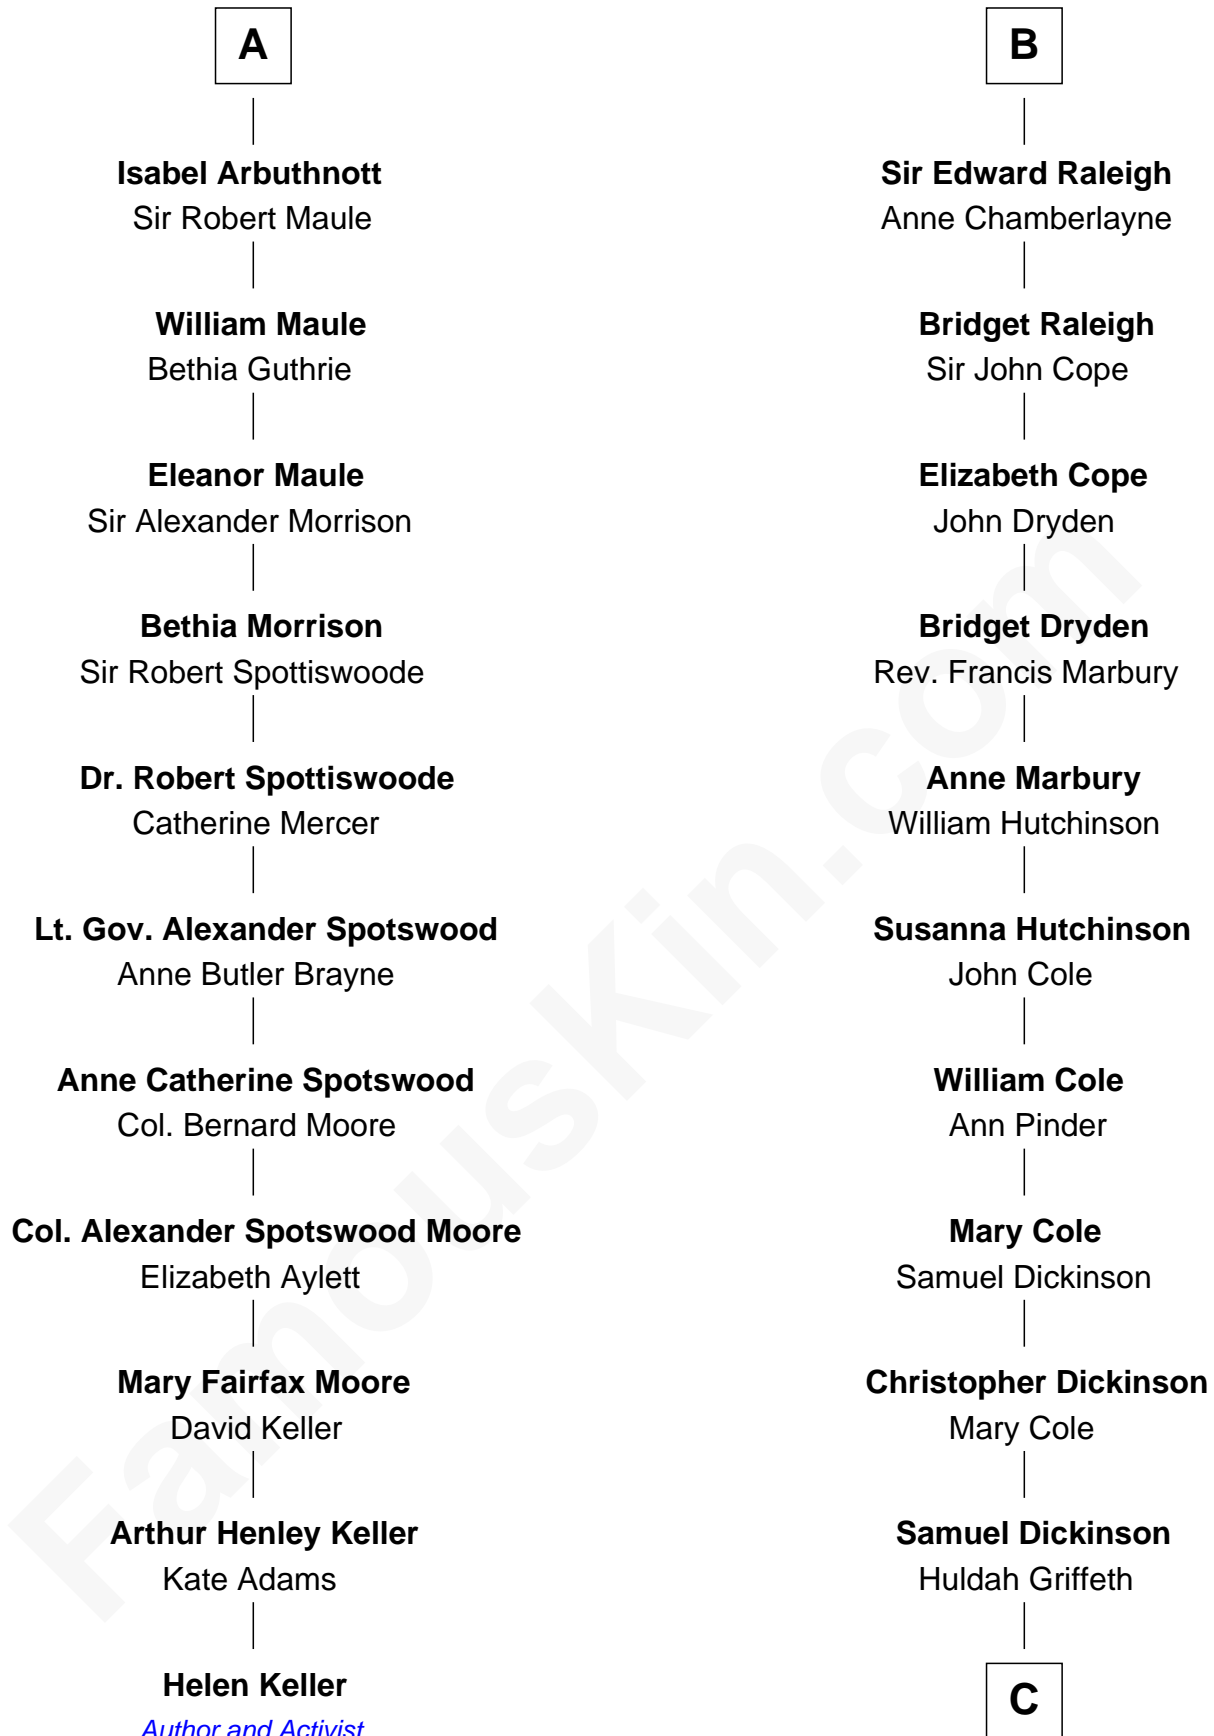 A
Isabel Arbuthnott
Sir Robert Maule
William Maule
Bethia Guthrie
Eleanor Maule
Sir Alexander Morrison
Bethia Morrison
Sir Robert Spottiswoode
Dr. Robert Spottiswoode
Catherine Mercer
Lt. Gov. Alexander Spotswood
Anne Butler Brayne
Anne Catherine Spotswood
Col. Bernard Moore
Col. Alexander Spotswood Moore
Elizabeth Aylett
Mary Fairfax Moore
David Keller
Arthur Henley Keller
Kate Adams
Helen Keller
Author and Activist
B
Sir Edward Raleigh
Anne Chamberlayne
Bridget Raleigh
Sir John Cope
Elizabeth Cope
John Dryden
Bridget Dryden
Rev. Francis Marbury
Anne Marbury
William Hutchinson
Susanna Hutchinson
John Cole
William Cole
Ann Pinder
Mary Cole
Samuel Dickinson
Christopher Dickinson
Mary Cole
Samuel Dickinson
Huldah Griffeth
C
FamousKin.com